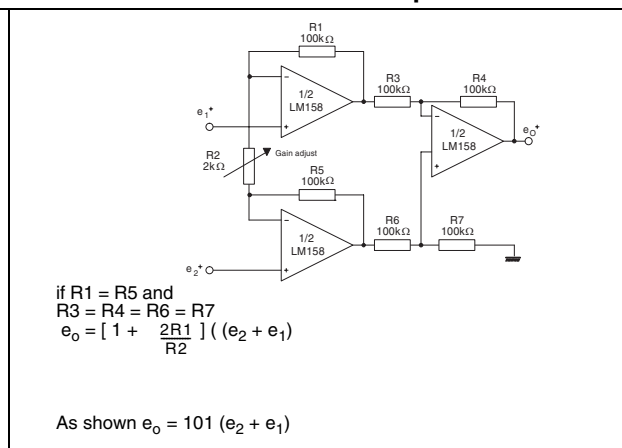 R1
100kΩ
1/2
LM158
R3
100kΩ
R4
100kΩ
e1+
1/2
LM158
eO+
R2
2kΩ
Gain adjust
R5
100kΩ
1/2
LM158
R6
100kΩ
R7
100kΩ
e2+
if R1 = R5 and
R3 = R4 = R6 = R7
eo = [ 1 + 2R1/R2 ] ( (e2 + e1)
As shown eo = 101 (e2 + e1)